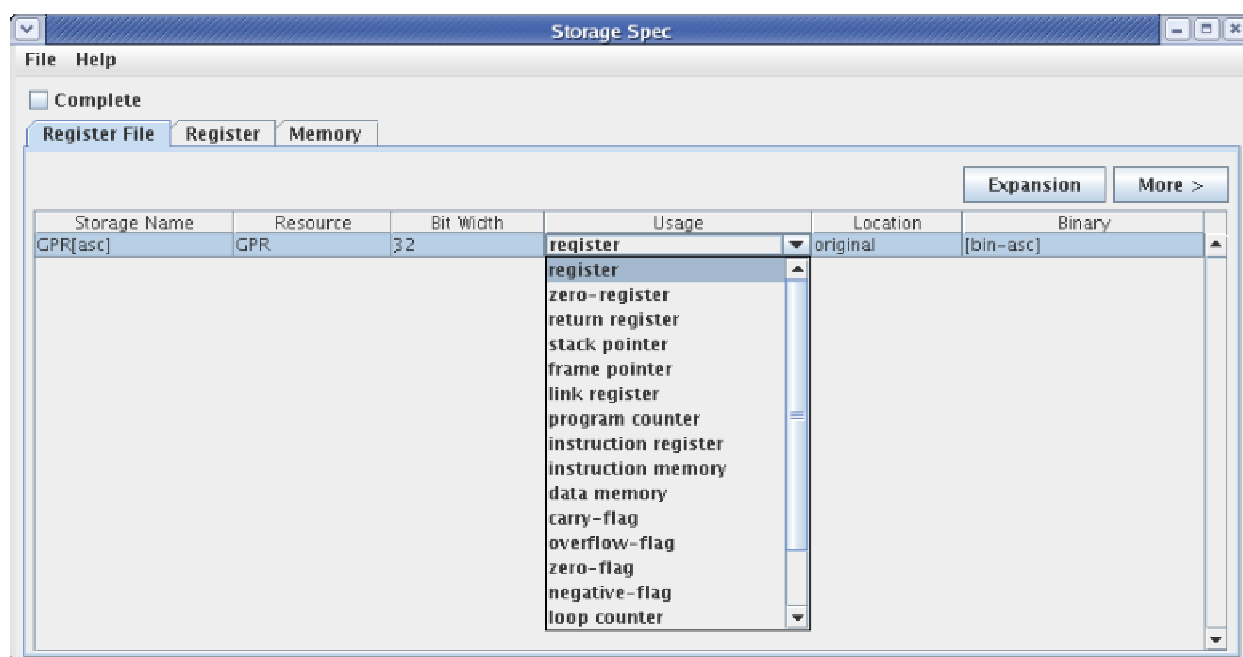 Storage Spec
File Help
Complete
Register File Register Memory
Expansion More >
Storage Name Resource Bit Width Usage Location Binary
GPR[asc] GPR 32 register original [bin-asc]
register
zero-register
return register
stack pointer
frame pointer
link register
program counter
instruction register
instruction memory
data memory
carry-flag
overflow-flag
zero-flag
negative-flag
loop counter